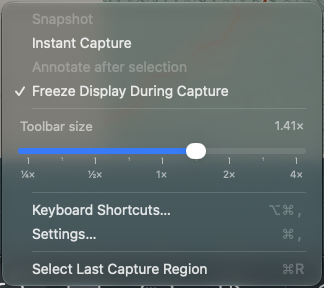 Snapshot
Instant Capture
Annotate after selection
✓ Freeze Display During Capture
Toolbar size 1.41×
¼× ½× 1× 2× 4×
Keyboard Shortcuts... ⌥⌘,
Settings... ⌘,
Select Last Capture Region ⌘R